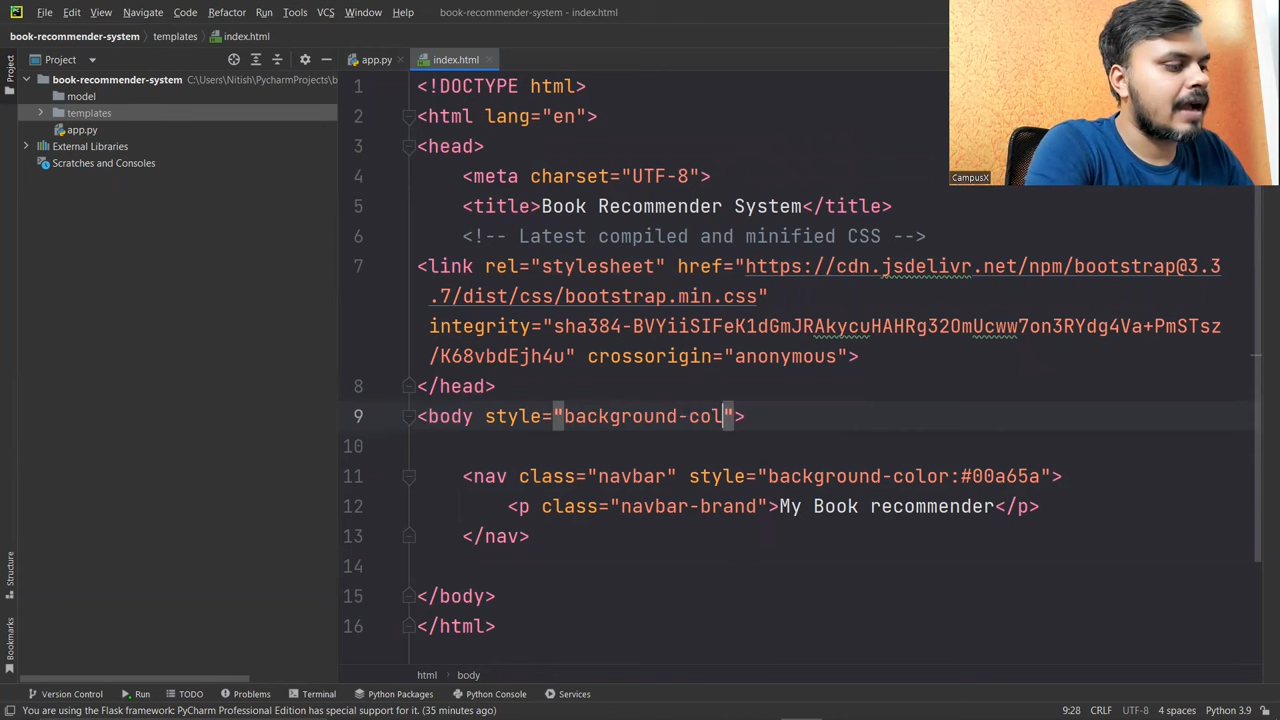 File Edit View Navigate Code Refactor Run Tools VCS Window Help book-recommender-system - index.html
book-recommender-system templates index.html
Project
Project
app.py
index.html
book-recommender-system C:\Users\Nitish\PycharmProjects\b
model
templates
app.py
External Libraries
Scratches and Consoles
1 <!DOCTYPE html>
2 <html lang="en">
3 <head>
4 <meta charset="UTF-8">
5 <title>Book Recommender System</title>
6 <!-- Latest compiled and minified CSS -->
7 <link rel="stylesheet" href="https://cdn.jsdelivr.net/npm/bootstrap@3.3
.7/dist/css/bootstrap.min.css"
integrity="sha384-BVYiiSIFeK1dGmJRAkycuHAHRg32OmUcww7on3RYdg4Va+PmSTsz
/K68vbdEjh4u" crossorigin="anonymous">
8 </head>
9 <body style="background-col">
10
11 <nav class="navbar" style="background-color:#00a65a">
12 <p class="navbar-brand">My Book recommender</p>
13 </nav>
14
15 </body>
16 </html>
CampusX
Structure
Bookmarks
html body
Version Control Run TODO Problems Terminal Python Packages Python Console Services
You are using the Flask framework: PyCharm Professional Edition has special support for it. (35 minutes ago) 9:28 CRLF UTF-8 4 spaces Python 3.9